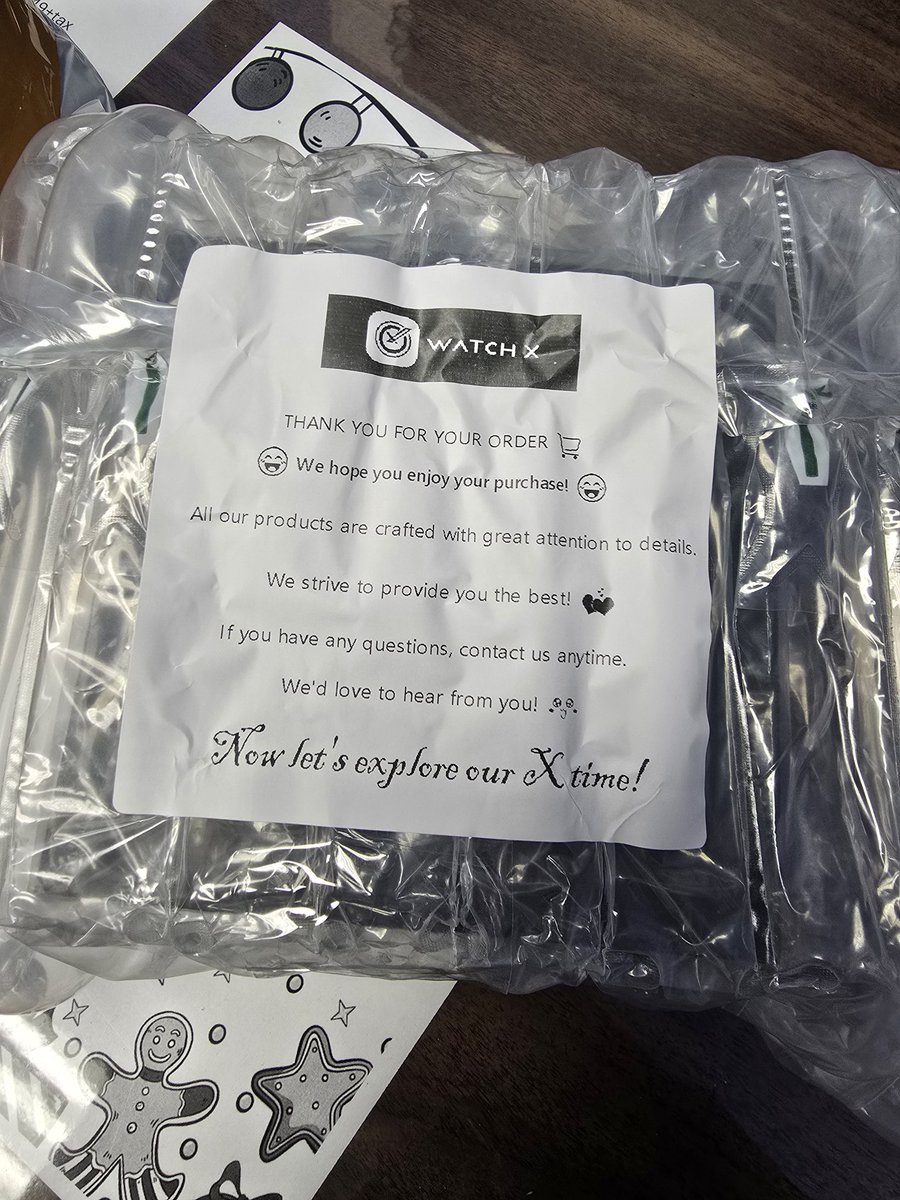 g+tax
WATCH X
THANK YOU FOR YOUR ORDER
We hope you enjoy your purchase!
All our products are crafted with great attention to details.
We strive to provide you the best!
If you have any questions, contact us anytime.
We'd love to hear from you!
Now let's explore our X time!